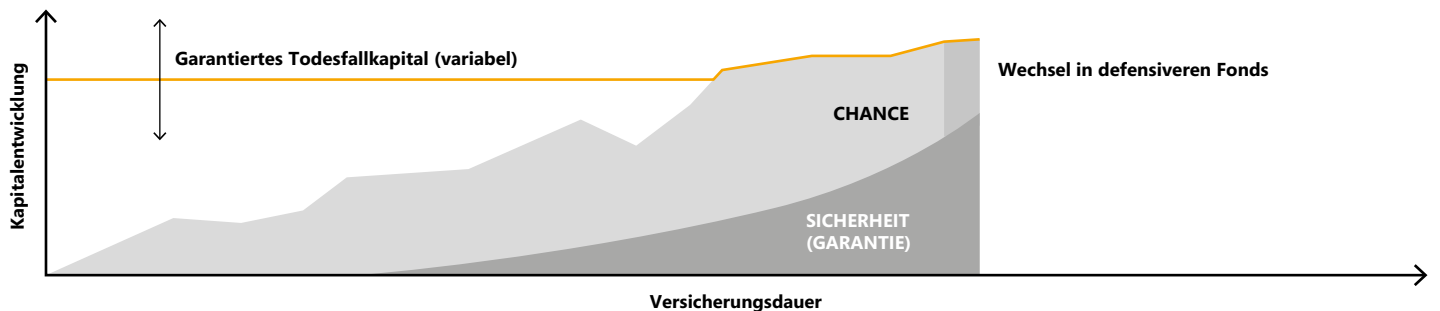 Garantiertes Todesfallkapital (variabel)
Wechsel in defensiveren Fonds
Kapitalentwicklung
CHANCE
SICHERHEIT
(GARANTIE)
Versicherungsdauer